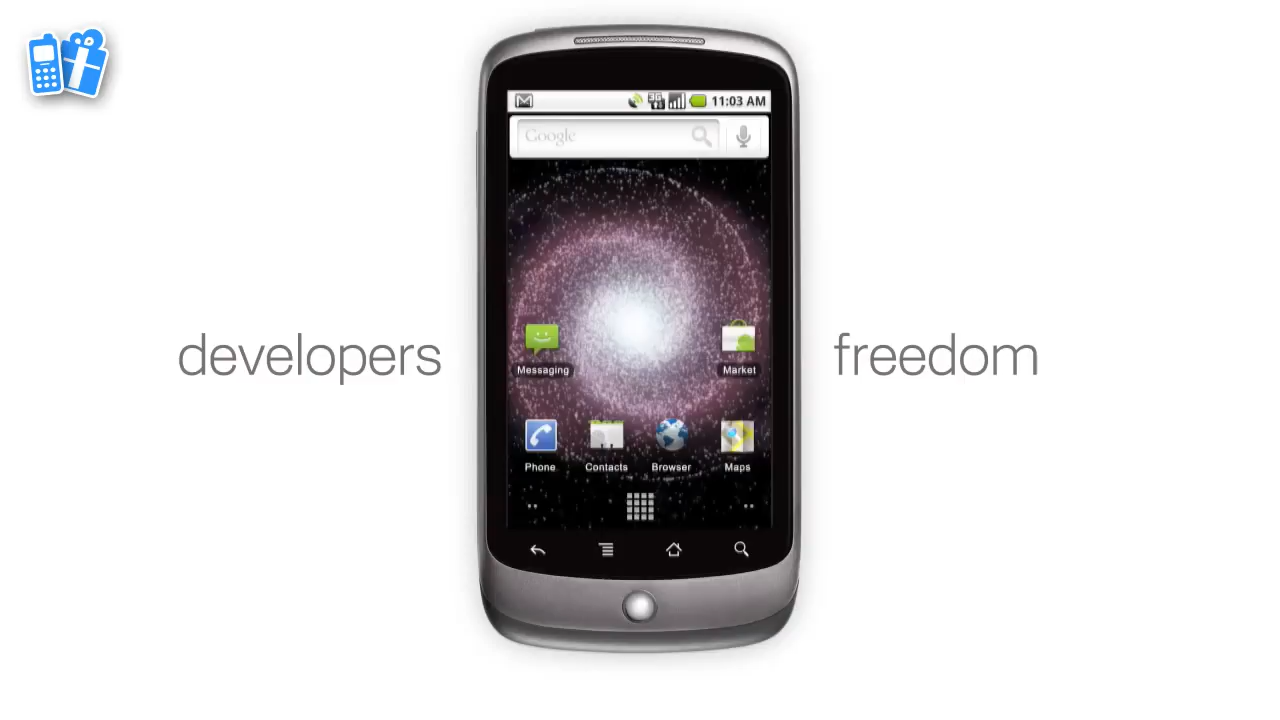 11:03 AM
Google
developers
freedom
Messaging
Market
Phone
Contacts
Browser
Maps